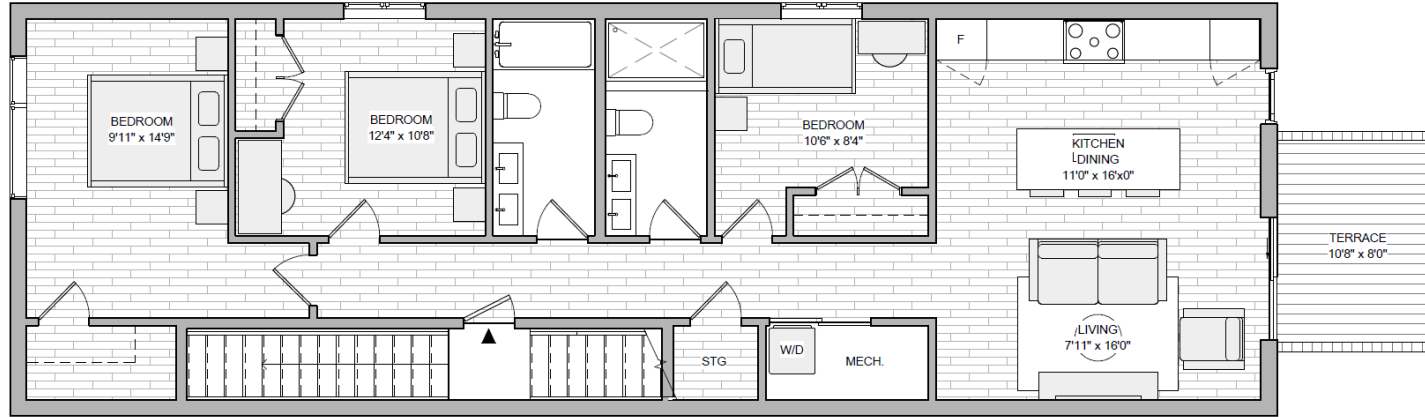 BEDROOM
9'11" x 14'9"
BEDROOM
12'4" x 10'8"
BEDROOM
10'6" x 8'4"
F
KITCHEN
DINING
11'0" x 16'x0"
TERRACE
10'8" x 8'0"
LIVING
7'11" x 16'0"
STG
W/D
MECH.